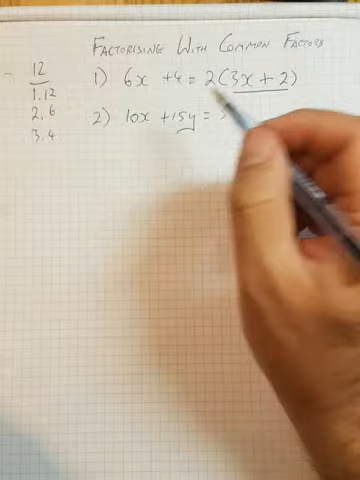 FACTORISING WITH COMMON FACTORS
12
1.12
2.6
3.4
1) 6x + 4 = 2(3x + 2)
2) 10x + 15y =